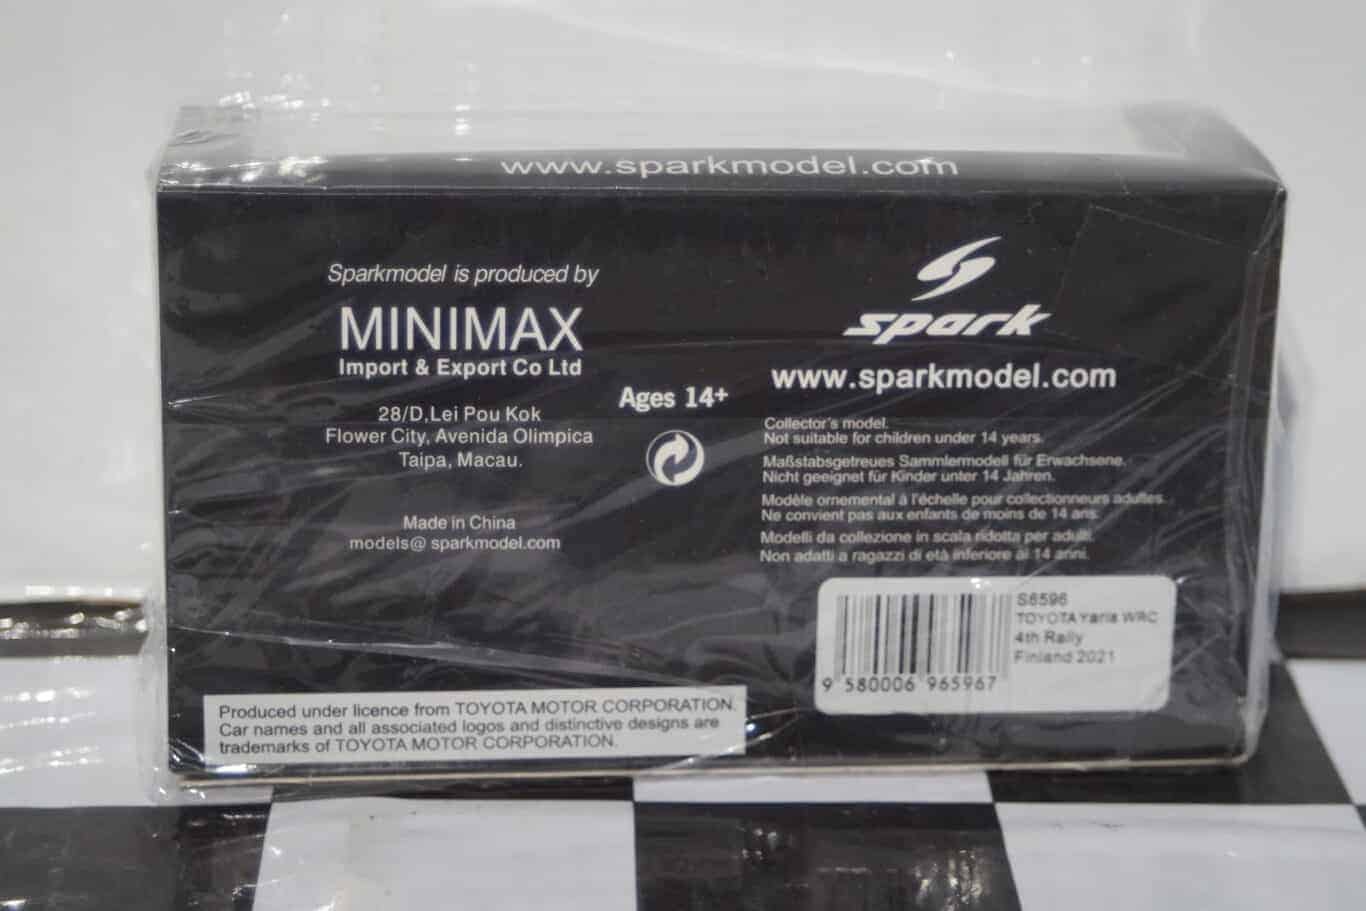 www.sparkmodel.com
Sparkmodel is produced by
MINIMAX
Import & Export Co Ltd
28/D,Lei Pou Kok
Flower City, Avenida Olimpica
Taipa, Macau.
Made in China
models@ sparkmodel.com
Ages 14+
spark
www.sparkmodel.com
Collector's model.
Not suitable for children under 14 years.
Maßstabsgetreues Sammlermodell für Erwachsene.
Nicht geeignet für Kinder unter 14 Jahren.
Modèle ornemental à l'échelle pour collectionneurs adultes.
Ne convient pas aux enfants de moins de 14 ans.
Modelli da collezione in scala ridotta per adulti.
Non adatti a ragazzi di età inferiore ai 14 anni.
S6596
TOYOTA Yaris WRC
4th Rally
Finland 2021
9 580006 965967
Produced under licence from TOYOTA MOTOR CORPORATION.
Car names and all associated logos and distinctive designs are
trademarks of TOYOTA MOTOR CORPORATION.